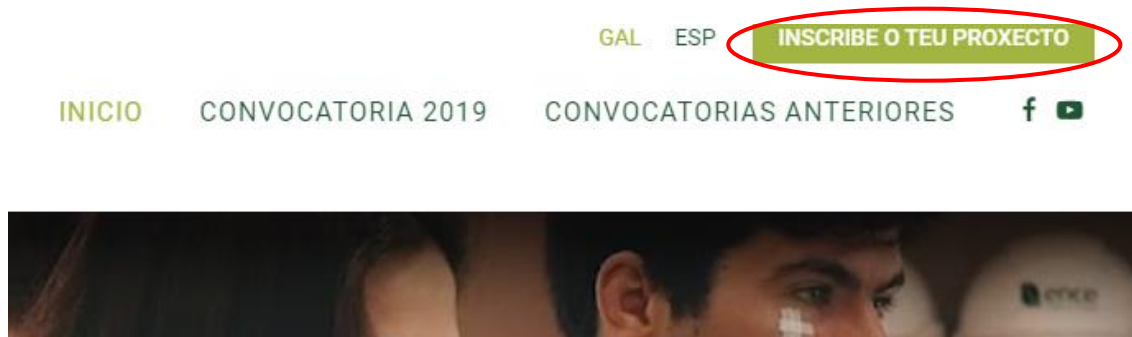 GAL ESP INSCRIBE O TEU PROXECTO
INICIO CONVOCATORIA 2019 CONVOCATORIAS ANTERIORES
ence